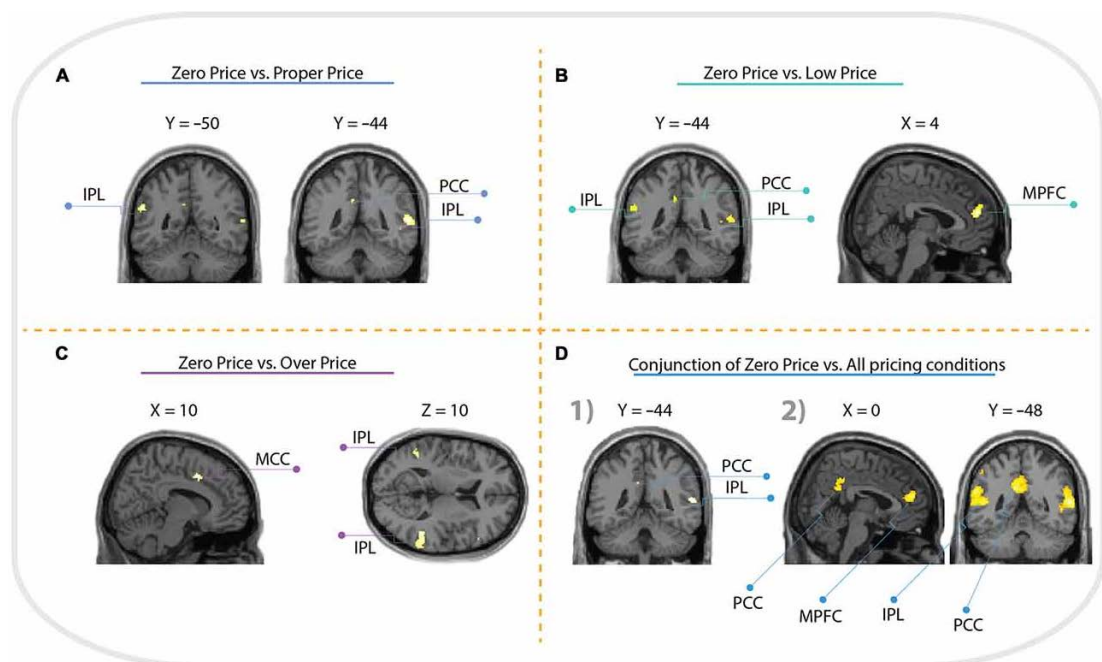 A
Zero Price vs. Proper Price
Y = –50
Y = –44
IPL
PCC
IPL
B
Zero Price vs. Low Price
Y = –44
X = 4
IPL
PCC
IPL
MPFC
C
Zero Price vs. Over Price
X = 10
Z = 10
MCC
IPL
IPL
D
Conjunction of Zero Price vs. All pricing conditions
1)
Y = –44
2)
X = 0
Y = –48
PCC
IPL
PCC
MPFC
IPL
PCC